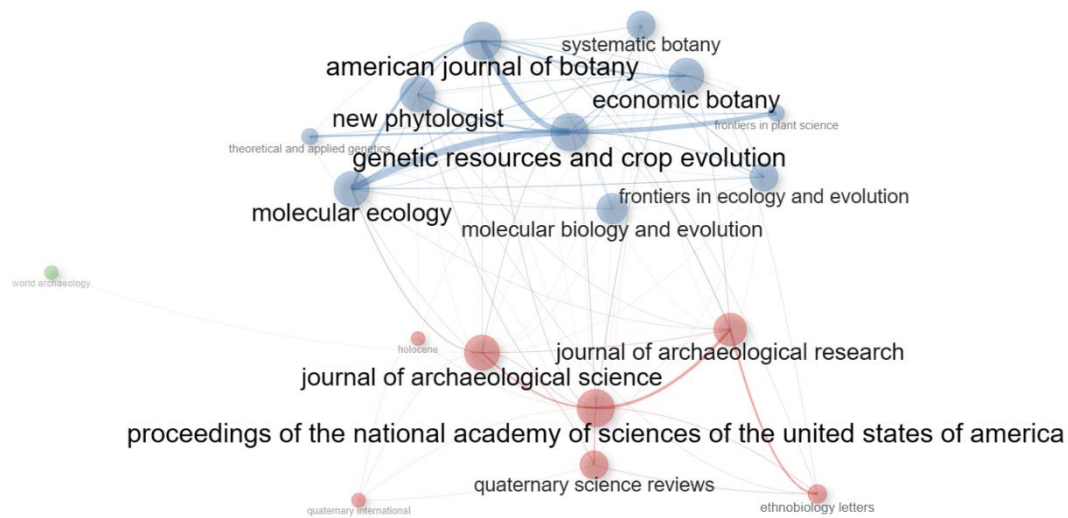 systematic botany
american journal of botany
economic botany
new phytologist
frontiers in plant science
theoretical and applied genetics
genetic resources and crop evolution
frontiers in ecology and evolution
molecular ecology
molecular biology and evolution
world archaeology
holocene
journal of archaeological research
journal of archaeological science
proceedings of the national academy of sciences of the united states of america
quaternary science reviews
ethnobiology letters
quaternary international